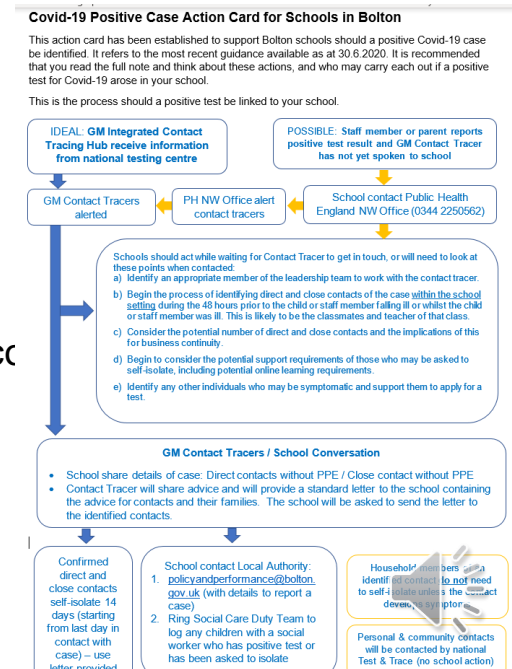 Covid-19 Positive Case Action Card for Schools in Bolton
This action card has been established to support Bolton schools should a positive Covid-19 case
be identified. It refers to the most recent guidance available as at 30.6.2020. It is recommended
that you read the full note and think about these actions, and who may carry each out if a positive
test for Covid-19 arose in your school.
This is the process should a positive test be linked to your school.
IDEAL: GM Integrated Contact
Tracing Hub receive information
from national testing centre
POSSIBLE: Staff member or parent reports
positive test result and GM Contact Tracer
has not yet spoken to school
GM Contact Tracers
alerted
PH NW Office alert
contact tracers
School contact Public Health
England NW Office (0344 2250562)
Schools should act while waiting for Contact Tracer to get in touch, or will need to look at
these points when contacted:
a) Identify an appropriate member of the leadership team to work with the contact tracer.
b) Begin the process of identifying direct and close contacts of the case within the school
setting during the 48 hours prior to the child or staff member falling ill or whilst the child
or staff member was ill. This is likely to be the classmates and teacher of that class.
c) Consider the potential number of direct and close contacts and the implications of this
for business continuity.
d) Begin to consider the potential support requirements of those who may be asked to
self-isolate, including potential online learning requirements.
e) Identify any other individuals who may be symptomatic and support them to apply for a
test.
GM Contact Tracers / School Conversation
• School share details of case: Direct contacts without PPE / Close contact without PPE
• Contact Tracer will share advice and will provide a standard letter to the school containing
the advice for contacts and their families. The school will be asked to send the letter to
the identified contacts.
Confirmed
direct and
close contacts
self-isolate 14
days (starting
from last day in
contact with
case) – use
letter provided
School contact Local Authority:
1. policyandperformance@bolton.
gov.uk (with details to report a
case)
2. Ring Social Care Duty Team to
log any children with a social
worker who has positive test or
has been asked to isolate
Household members of an
identified contact do not need
to self-isolate unless the contact
develops symptoms
Personal & community contacts
will be contacted by national
Test & Trace (no school action)